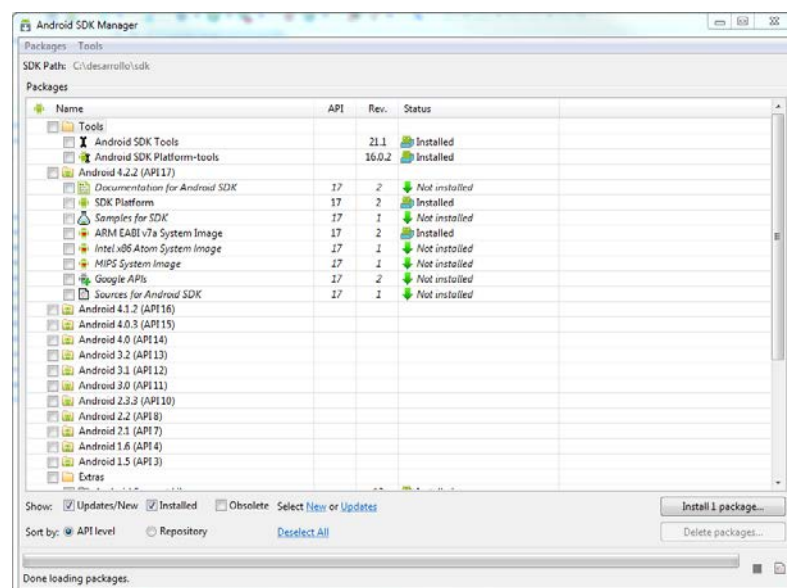 Android SDK Manager
Packages Tools
SDK Path: C:\desarrollo\sdk
Packages
Name API Rev. Status
Tools
Android SDK Tools 21.1 Installed
Android SDK Platform-tools 16.0.2 Installed
Android 4.2.2 (API 17)
Documentation for Android SDK 17 2 Not installed
SDK Platform 17 2 Installed
Samples for SDK 17 1 Not installed
ARM EABI v7a System Image 17 2 Installed
Intel x86 Atom System Image 17 1 Not installed
MIPS System Image 17 1 Not installed
Google APIs 17 2 Not installed
Sources for Android SDK 17 1 Not installed
Android 4.1.2 (API 16)
Android 4.0.3 (API 15)
Android 4.0 (API 14)
Android 3.2 (API 13)
Android 3.1 (API 12)
Android 3.0 (API 11)
Android 2.3.3 (API 10)
Android 2.2 (API 8)
Android 2.1 (API 7)
Android 1.6 (API 4)
Android 1.5 (API 3)
Extras
Show: Updates/New Installed Obsolete Select New or Updates Install 1 package...
Sort by: API level Repository Deselect All Delete packages...
Done loading packages.